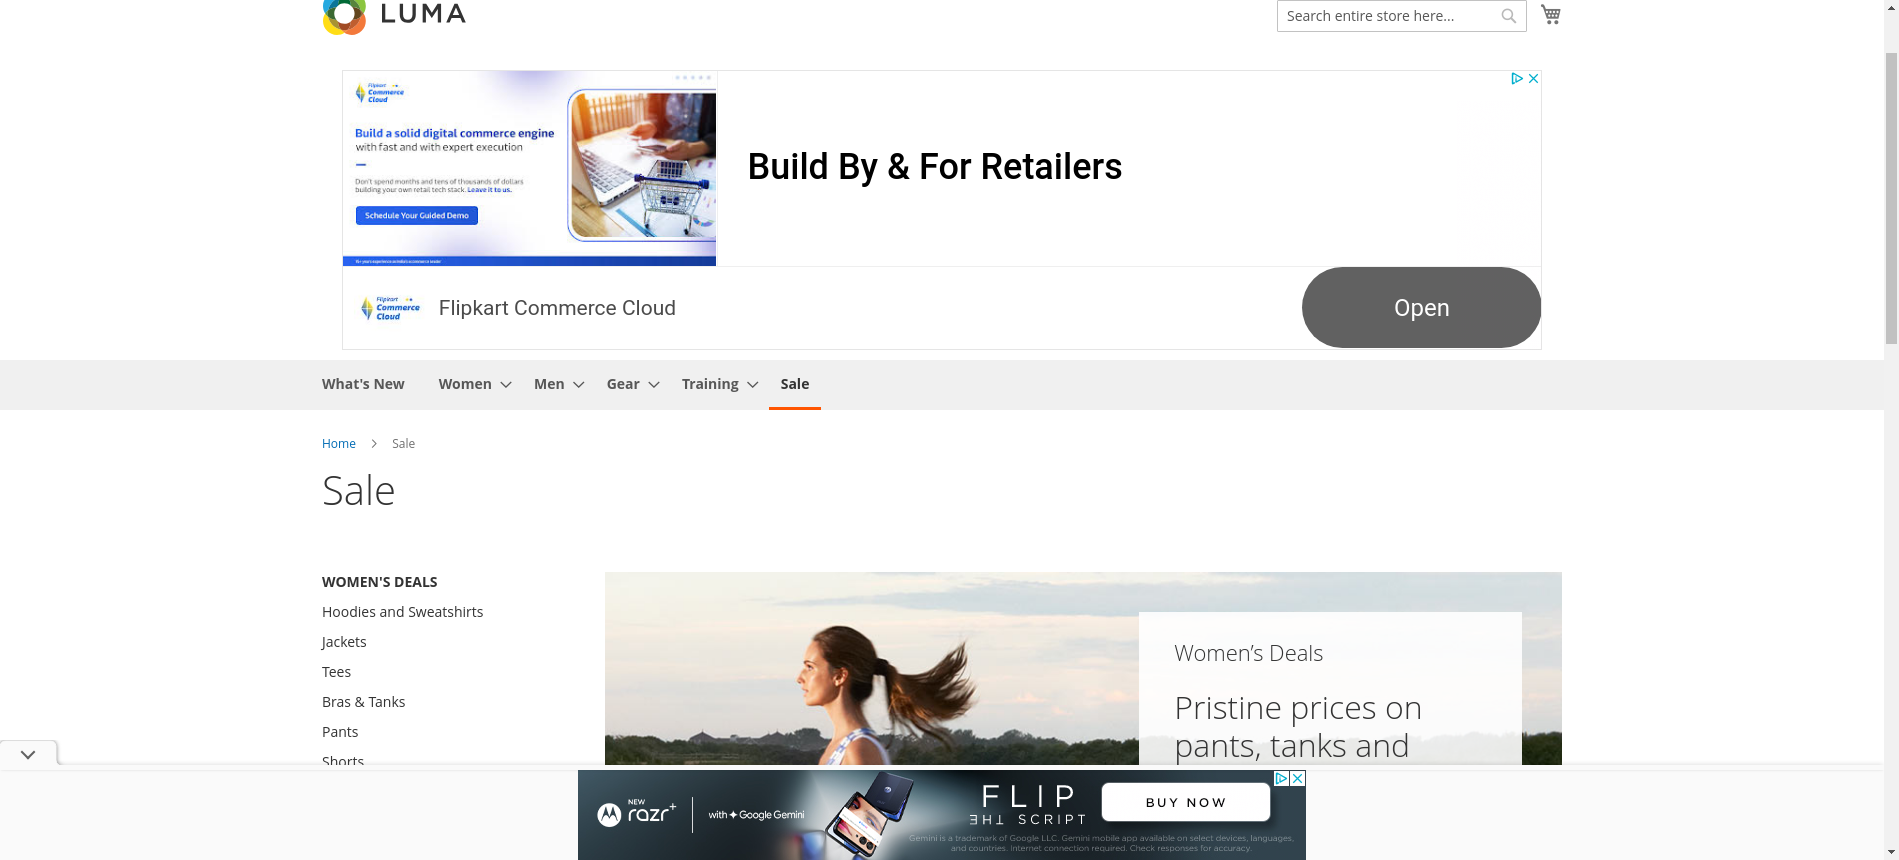 LUMA
Search entire store here...
Flipkart
Commerce
Cloud
Build a solid digital commerce engine
with fast and with expert execution
Don't spend months and tens of thousands of dollars
building your own retail tech stack. Leave it to us.
Schedule Your Guided Demo
Build By & For Retailers
Flipkart
Commerce
Cloud
Flipkart Commerce Cloud
Open
What's New
Women
Men
Gear
Training
Sale
Home
Sale
Sale
WOMEN'S DEALS
Hoodies and Sweatshirts
Jackets
Tees
Bras & Tanks
Pants
Shorts
Women’s Deals
Pristine prices on
pants, tanks and
NEW
razr+
with Google Gemini
FLIP
THE SCRIPT
BUY NOW
Gemini is a trademark of Google LLC. Gemini mobile app available on select devices, languages,
and countries. Internet connection required. Check responses for accuracy.